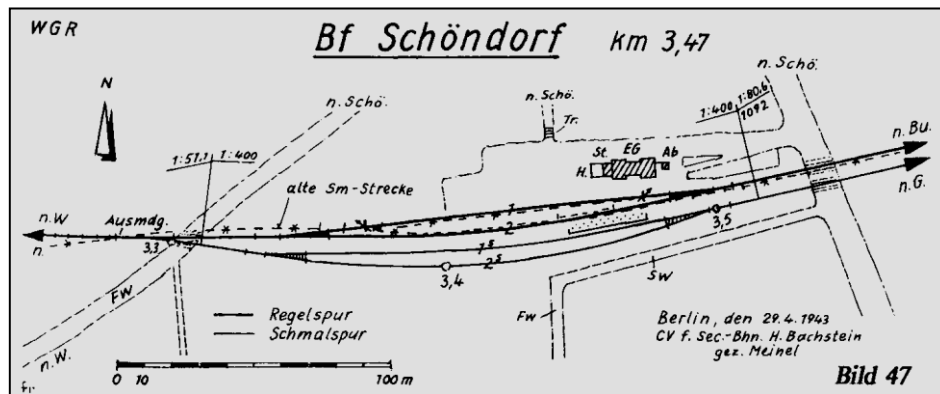 WGR
Bf Schöndorf km 3,47
N
n. Schö.
n. Schö.
n. Schö.
Tr.
1:400
1:80,6
1092
1:51,1
1:400
St.
EG
Ab
H.
n. Bu.
n. G.
alte Sm-Strecke
n. W
Ausmdg.
n.
3,3
1
2
1ˢ
2ˢ
3,4
3,5
FW
n. W.
FW
SW
Regelspur
Schmalspur
0 10 100 m
Berlin, den 29.4.1943
CV f. Sec.-Bhn. H. Bachstein
gez. Meinel
fr.
Bild 47